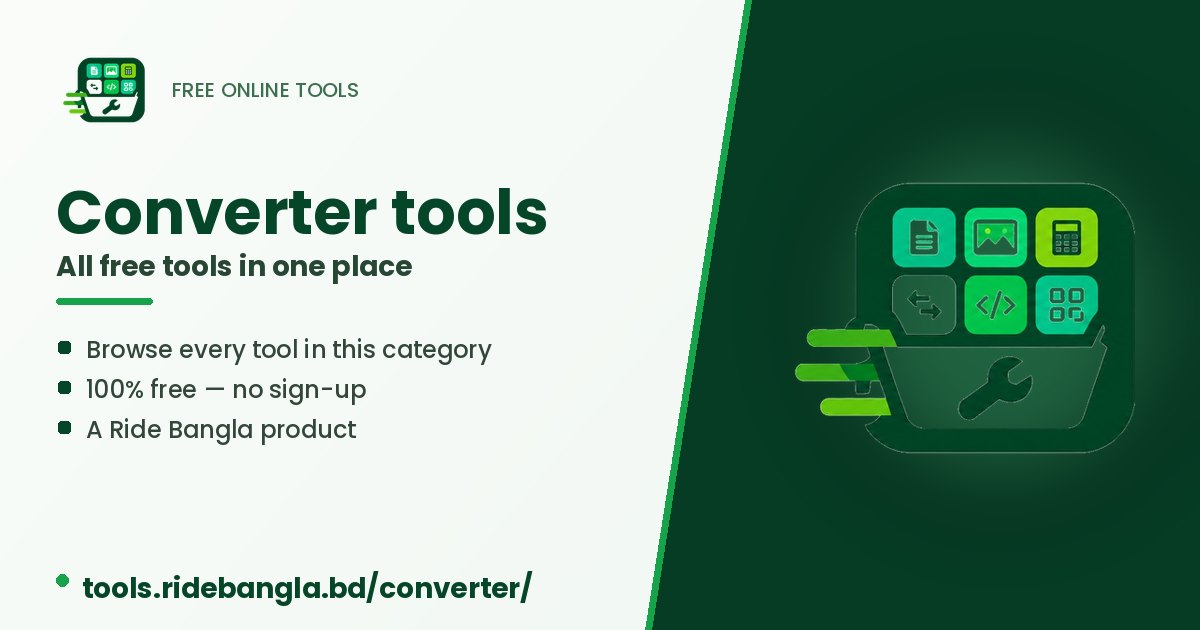 FREE ONLINE TOOLS
Converter tools
All free tools in one place
Browse every tool in this category
100% free — no sign-up
A Ride Bangla product
tools.ridebangla.bd/converter/